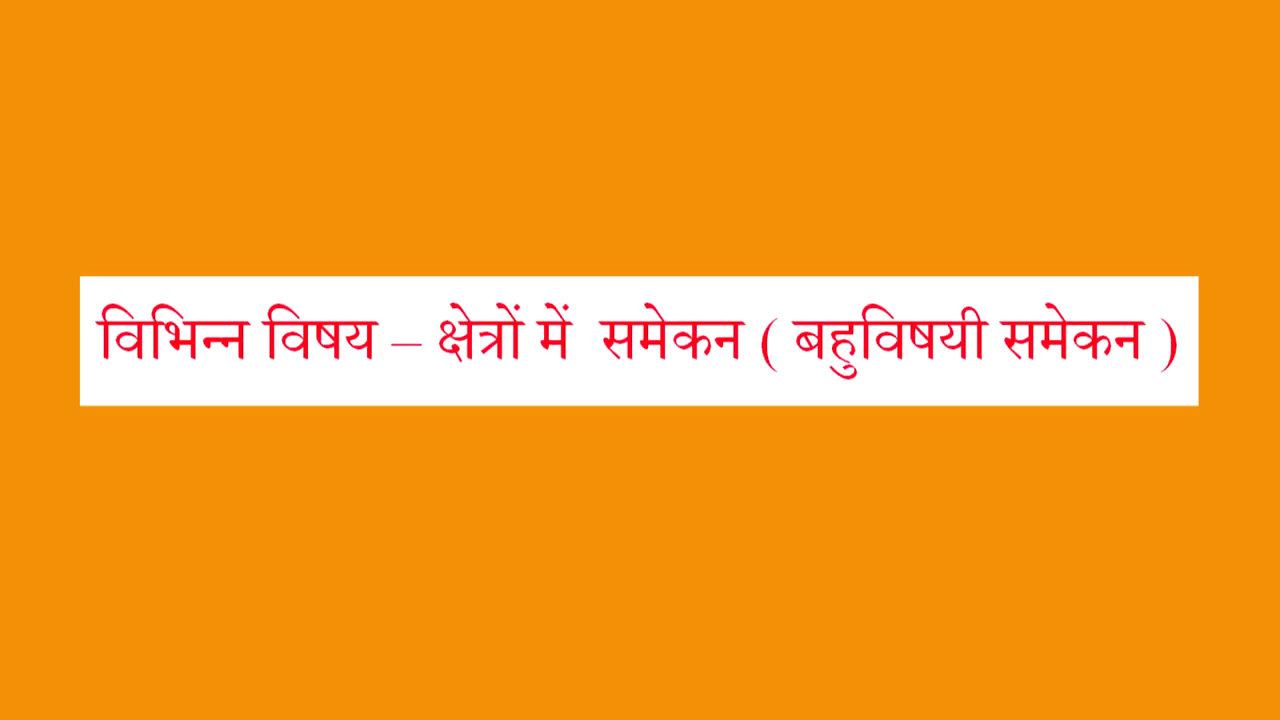 विभिन्न विषय – क्षेत्रों में समेकन ( बहुविषयी समेकन )